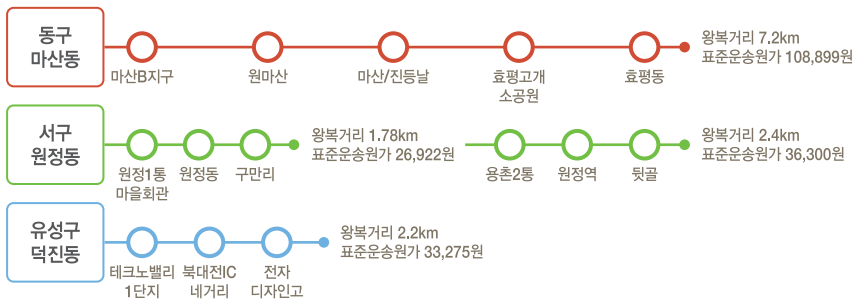 동구
마산동
마산B지구
원마산
마산/진등날
효평고개
소공원
효평동
왕복거리 7.2km
표준운송원가 108,899원
서구
원정동
원정1통
마을회관
원정동
구만리
왕복거리 1.78km
표준운송원가 26,922원
용촌2통
원정역
뒷골
왕복거리 2.4km
표준운송원가 36,300원
유성구
덕진동
테크노밸리
1단지
북대전IC
네거리
전자
디자인고
왕복거리 2.2km
표준운송원가 33,275원